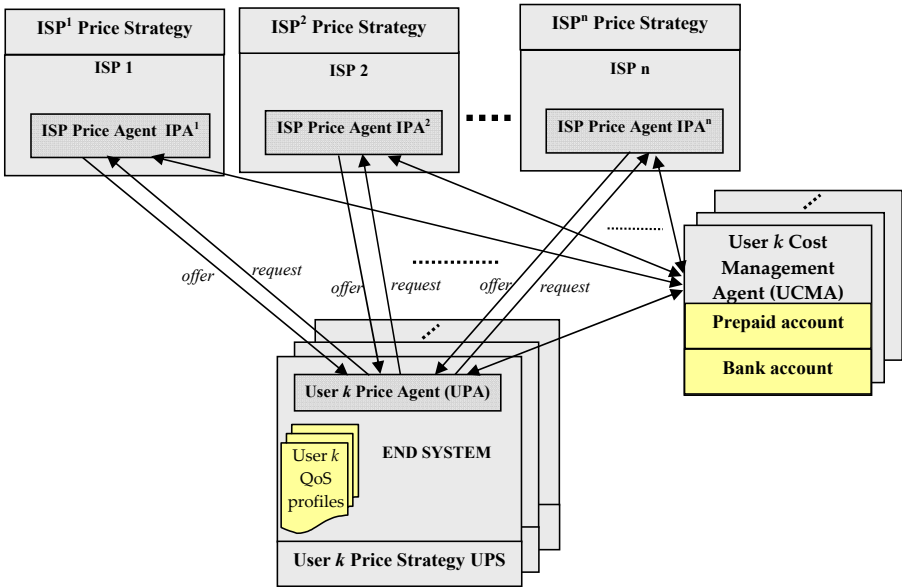 ISP¹ Price Strategy
ISP 1
ISP Price Agent IPA¹
ISP² Price Strategy
ISP 2
ISP Price Agent IPA²
ISPⁿ Price Strategy
ISP n
ISP Price Agent IPAⁿ
offer
request
offer
request
offer
request
User k Cost
Management
Agent (UCMA)
Prepaid account
Bank account
User k Price Agent (UPA)
END SYSTEM
User k
QoS
profiles
User k Price Strategy UPS